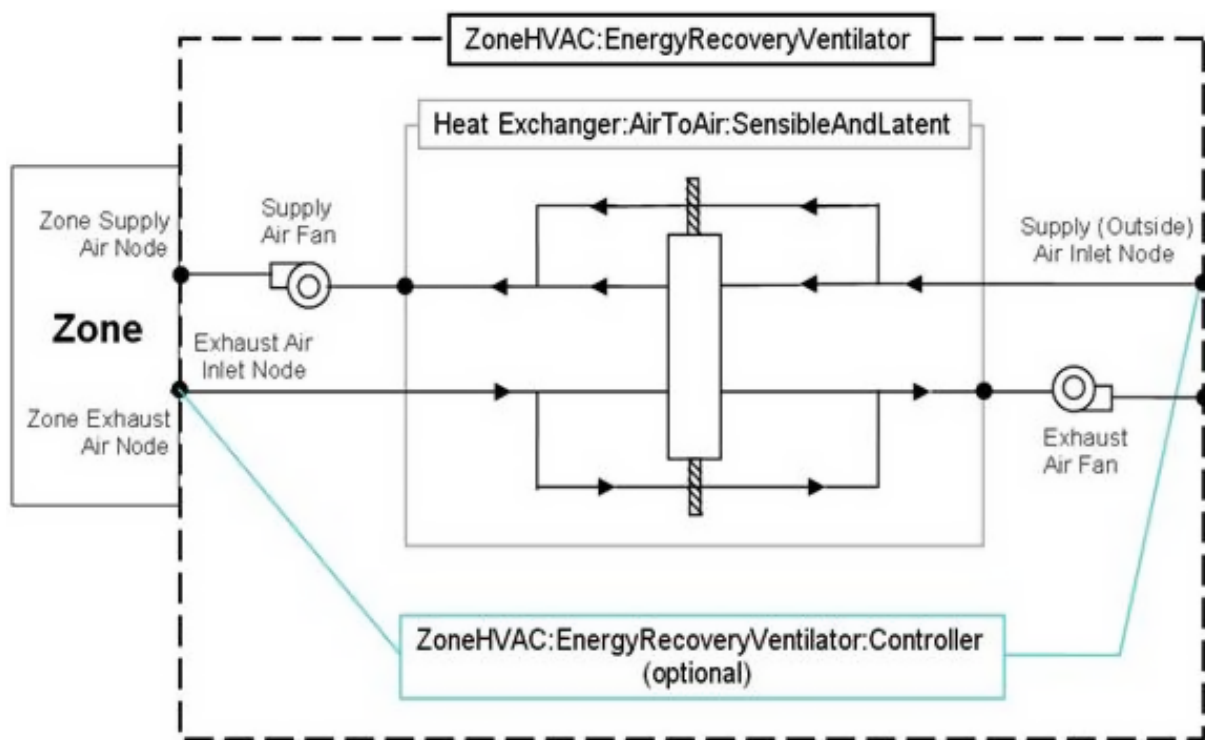 ZoneHVAC:EnergyRecoveryVentilator
Heat Exchanger:AirToAir:SensibleAndLatent
Zone Supply
Air Node
Supply
Air Fan
Supply (Outside)
Air Inlet Node
Zone
Exhaust Air
Inlet Node
Zone Exhaust
Air Node
Exhaust
Air Fan
ZoneHVAC:EnergyRecoveryVentilator:Controller
(optional)